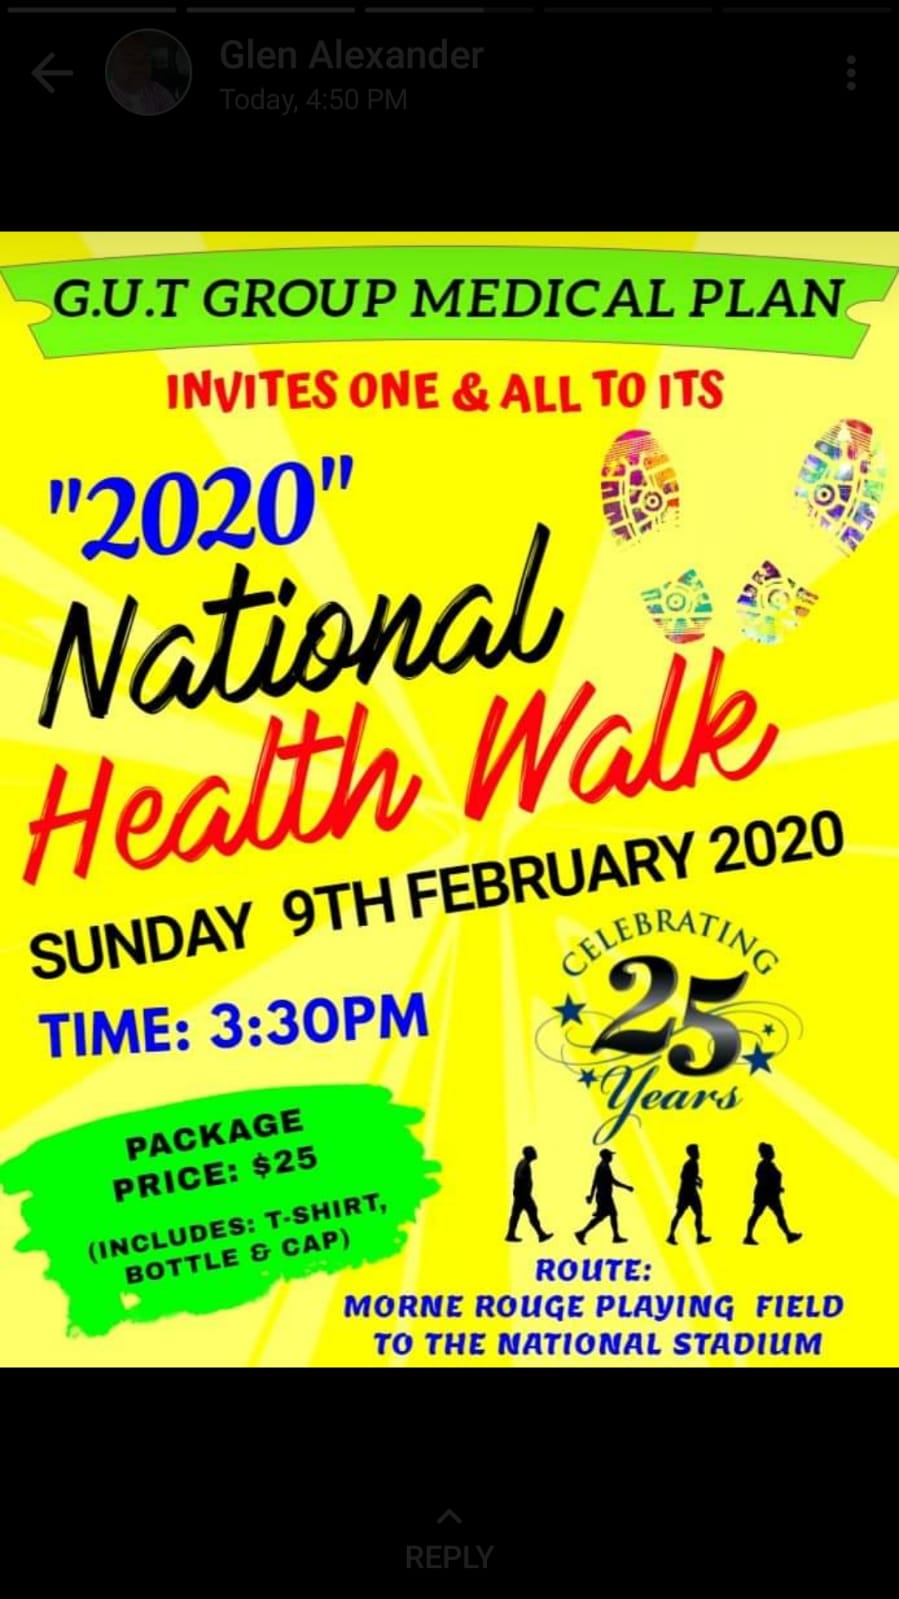 Glen Alexander
Today, 4:50 PM
G.U.T GROUP MEDICAL PLAN
INVITES ONE & ALL TO ITS
"2020"
National
Health Walk
SUNDAY 9TH FEBRUARY 2020
TIME: 3:30PM
CELEBRATING
25
Years
PACKAGE
PRICE: $25
(INCLUDES: T-SHIRT,
BOTTLE & CAP)
ROUTE:
MORNE ROUGE PLAYING FIELD
TO THE NATIONAL STADIUM
REPLY